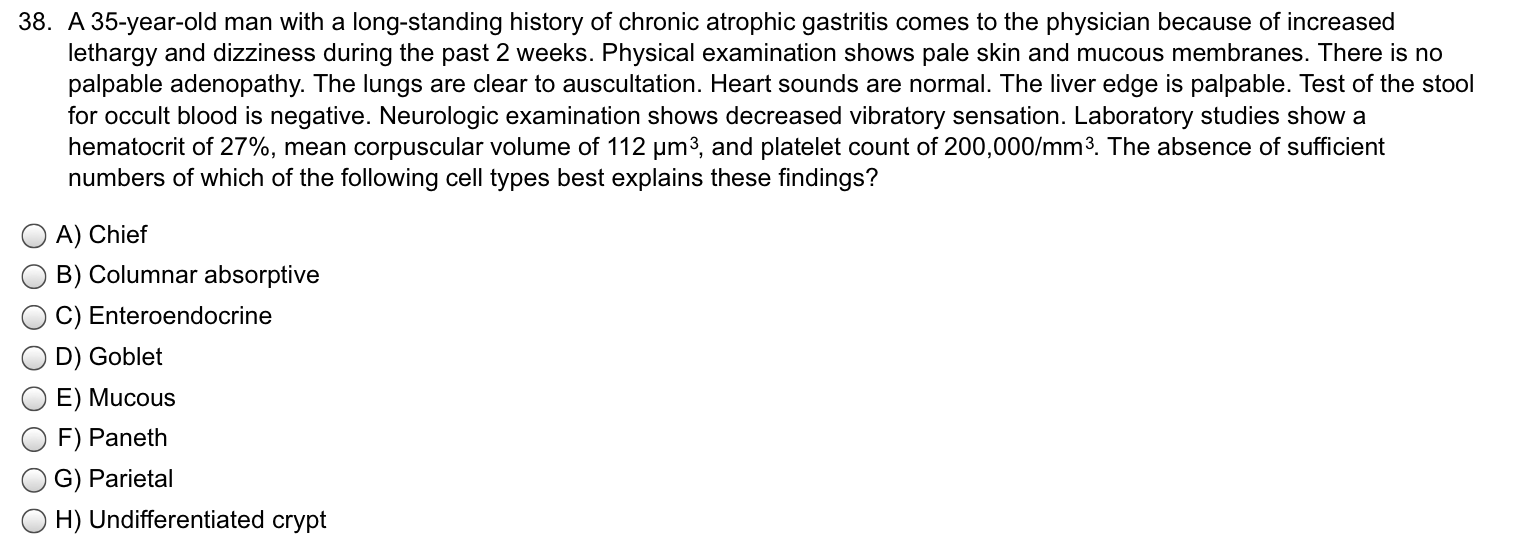 38. A 35-year-old man with a long-standing history of chronic atrophic gastritis comes to the physician because of increased
lethargy and dizziness during the past 2 weeks. Physical examination shows pale skin and mucous membranes. There is no
palpable adenopathy. The lungs are clear to auscultation. Heart sounds are normal. The liver edge is palpable. Test of the stool
for occult blood is negative. Neurologic examination shows decreased vibratory sensation. Laboratory studies show a
hematocrit of 27%, mean corpuscular volume of 112 μm³, and platelet count of 200,000/mm³. The absence of sufficient
numbers of which of the following cell types best explains these findings?
A) Chief
B) Columnar absorptive
C) Enteroendocrine
D) Goblet
E) Mucous
F) Paneth
G) Parietal
H) Undifferentiated crypt